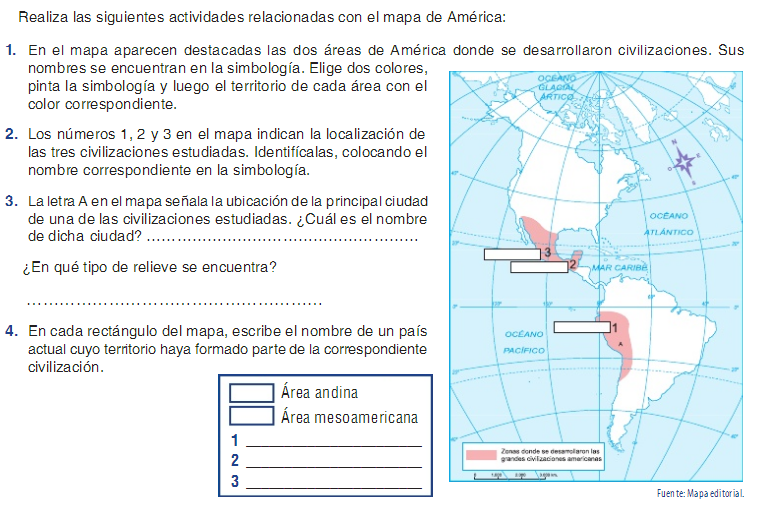 Realiza las siguientes actividades relacionadas con el mapa de América:
1. En el mapa aparecen destacadas las dos áreas de América donde se desarrollaron civilizaciones. Sus
nombres se encuentran en la simbología. Elige dos colores,
pinta la simbología y luego el territorio de cada área con el
color correspondiente.
2. Los números 1, 2 y 3 en el mapa indican la localización de
las tres civilizaciones estudiadas. Identifícalas, colocando el
nombre correspondiente en la simbología.
3. La letra A en el mapa señala la ubicación de la principal ciudad
de una de las civilizaciones estudiadas. ¿Cuál es el nombre
de dicha ciudad? ......................................................
¿En qué tipo de relieve se encuentra?
......................................................
4. En cada rectángulo del mapa, escribe el nombre de un país
actual cuyo territorio haya formado parte de la correspondiente
civilización.
Área andina
Área mesoamericana
1 ____________________
2 ____________________
3 ____________________
OCÉANO
GLACIAL
ÁRTICO
N
E
S
O
OCÉANO
ATLÁNTICO
3
2
MAR CARIBE
1
A
OCÉANO
PACÍFICO
Zonas donde se desarrollaron las
grandes civilizaciones americanas
Fuente: Mapa editorial.